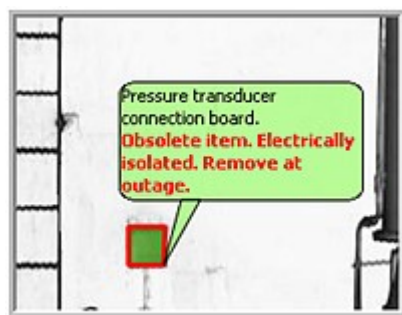 Pressure transducer
connection board.
Obsolete item. Electrically
isolated. Remove at
outage.